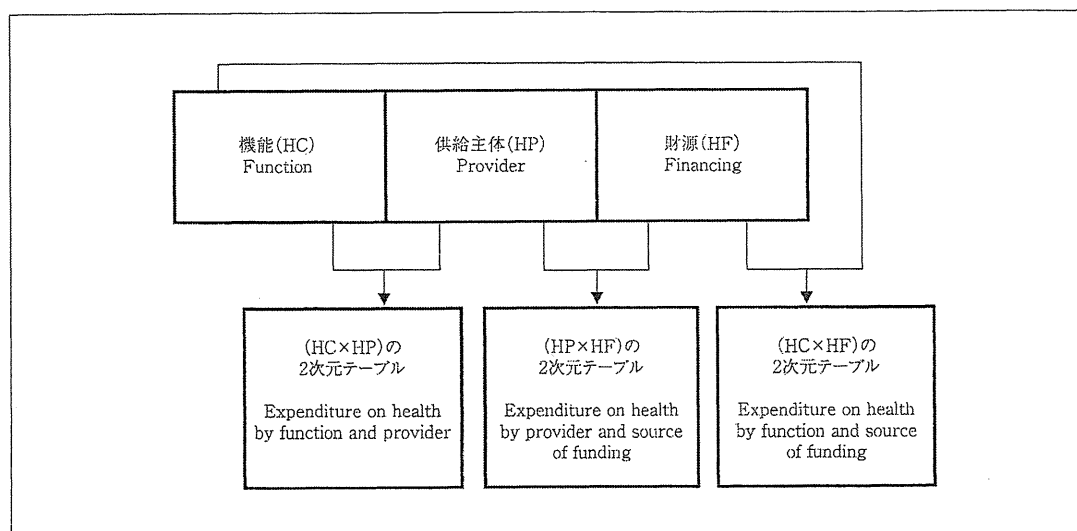 機能(HC)
Function
供給主体(HP)
Provider
財源(HF)
Financing
(HC×HP)の
2次元テーブル
Expenditure on health
by function and provider
(HP×HF)の
2次元テーブル
Expenditure on health
by provider and source
of funding
(HC×HF)の
2次元テーブル
Expenditure on health
by function and source
of funding